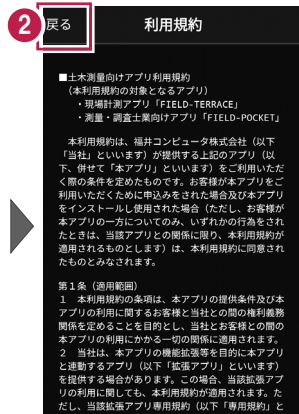 2 戻る 利用規約
■土木測量向けアプリ利用規約
（本利用規約の対象となるアプリ）
・現場計測アプリ「FIELD-TERRACE」
・測量・調査士業向けアプリ「FIELD-POCKET」
本利用規約は、福井コンピュータ株式会社（以下
「当社」といいます）が提供する上記のアプリ（以
下、併せて「本アプリ」といいます）をご利用いただ
く際の条件を定めたものです。お客様が本アプリをご
利用いただくために申込みをされた場合及び本アプリ
をインストールし使用された場合（ただし、お客様が
本アプリの一方についてのみ、いずれかの行為をされ
たときは、当該アプリとの関係に限り、本利用規約が
適用されるものとします）は、本利用規約に同意され
たものとみなされます。
第１条（適用範囲）
１　本利用規約の条項は、本アプリの提供条件及び本
アプリの利用に関するお客様と当社との間の権利義務
関係を定めることを目的とし、当社とお客様との間の
本アプリの利用にかかる一切の関係に適用されます。
２　当社は、本アプリの機能拡張等を目的に本アプリ
と連動するアプリ（以下「拡張アプリ」といいます）
を提供する場合があります。この場合、当該拡張アプ
リの利用に関しても、本利用規約が適用されます。た
だし、当該拡張アプリ専用規約（以下「専用規約」と